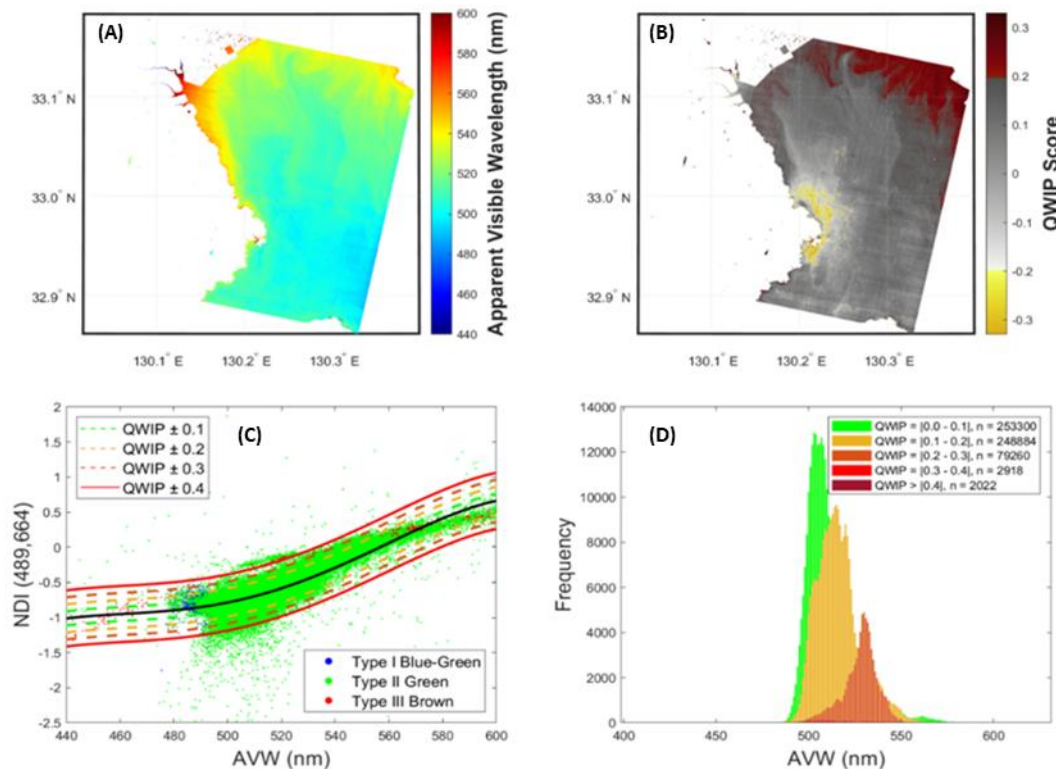 (A)
33.1° N
33.0° N
32.9° N
130.1° E
130.2° E
130.3° E
600
580
560
540
520
500
480
460
440
Apparent Visible Wavelength (nm)
(B)
33.1° N
33.0° N
32.9° N
130.1° E
130.2° E
130.3° E
0.3
0.2
0.1
0
-0.1
-0.2
-0.3
QWIP Score
(C)
2
1.5
1
0.5
0
-0.5
-1
-1.5
-2
-2.5
NDI (489,664)
QWIP ± 0.1
QWIP ± 0.2
QWIP ± 0.3
QWIP ± 0.4
Type I Blue-Green
Type II Green
Type III Brown
440 460 480 500 520 540 560 580 600
AVW (nm)
(D)
14000
12000
10000
8000
6000
4000
2000
0
Frequency
QWIP = |0.0 - 0.1|, n = 253300
QWIP = |0.1 - 0.2|, n = 248884
QWIP = |0.2 - 0.3|, n = 79260
QWIP = |0.3 - 0.4|, n = 2918
QWIP > |0.4|, n = 2022
400 450 500 550 600
AVW (nm)